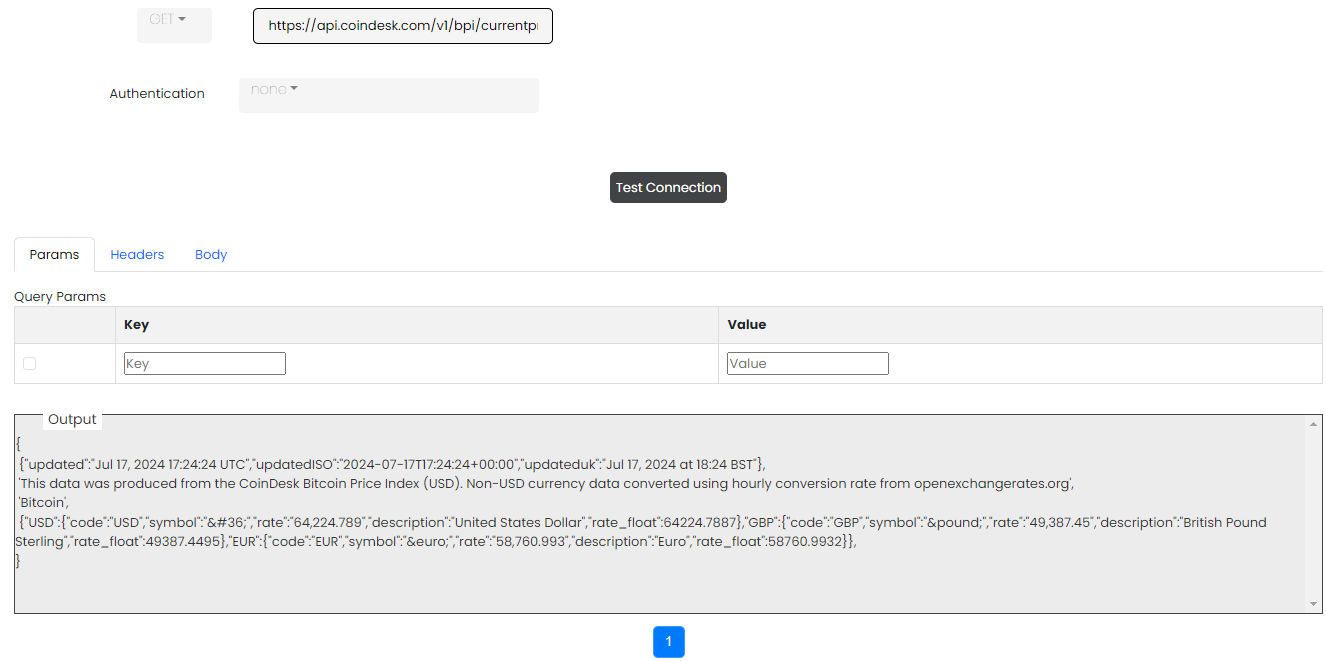 GET
https://api.coindesk.com/v1/bpi/currentp
Authentication
none
Test Connection
Params Headers Body
Query Params
Key Value
Key Value
Output
{
{"updated":"Jul 17, 2024 17:24:24 UTC","updatedISO":"2024-07-17T17:24:24+00:00","updateduk":"Jul 17, 2024 at 18:24 BST"},
'This data was produced from the CoinDesk Bitcoin Price Index (USD). Non-USD currency data converted using hourly conversion rate from openexchangerates.org',
'Bitcoin',
{"USD":{"code":"USD","symbol":"&#36;","rate":"64,224.789","description":"United States Dollar","rate_float":64224.7887},"GBP":{"code":"GBP","symbol":"&pound;","rate":"49,387.45","description":"British Pound
Sterling","rate_float":49387.4495},"EUR":{"code":"EUR","symbol":"&euro;","rate":"58,760.993","description":"Euro","rate_float":58760.9932}},
}
1